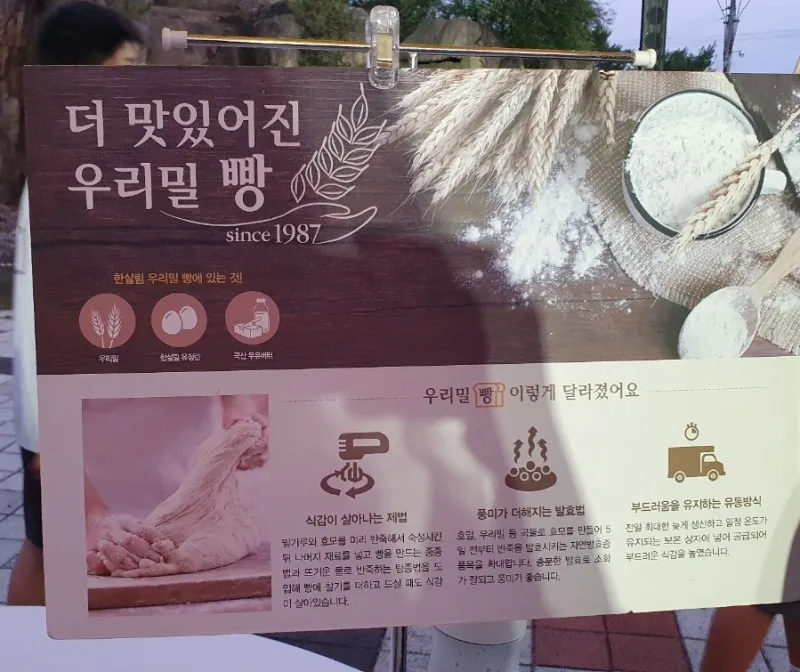 더 맛있어진
우리밀 빵
since 1987
한살림 우리밀 빵에 있는 것!
우리밀
한살림 유정란
국산 우유버터
우리밀 빵 이렇게 달라졌어요
식감이 살아나는 제법
밀가루와 효모를 미리 반죽해서 숙성시킨
뒤 나머지 재료를 넣고 빵을 만드는 중종
법과 뜨거운 물로 반죽하는 탕종법을 도
입해 빵에 찰기를 더하고 드실 때도 식감
이 살아있습니다.
풍미가 더해지는 발효법
호밀, 우리밀 등 곡물로 효모를 만들어 5
일 전부터 반죽을 발효시키는 자연발효종
품목을 확대합니다. 충분한 발효로 소화
가 잘되고 풍미가 좋습니다.
부드러움을 유지하는 유통방식
전일 최대한 늦게 생산하고 일정 온도가
유지되는 보온 상자에 넣어 공급되어
부드러운 식감을 높였습니다.